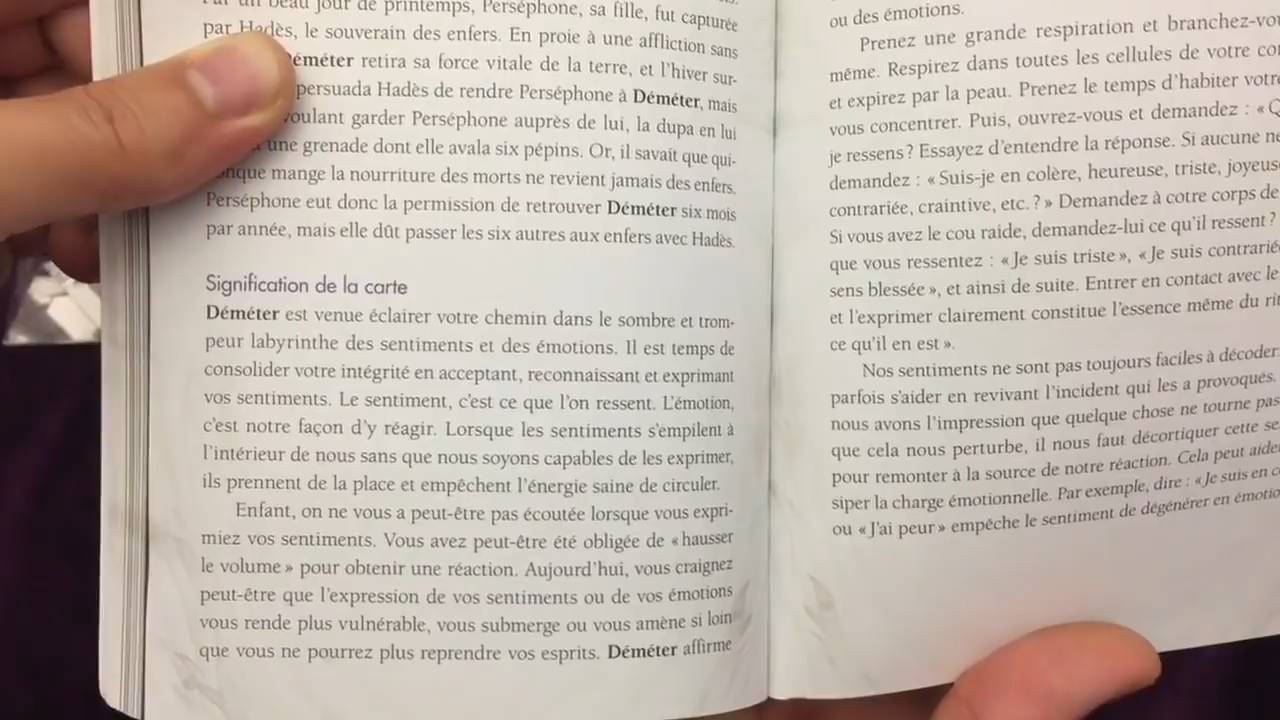 un beau jour de printemps, Perséphone, sa fille, fut capturée
par Hadès, le souverain des enfers. En proie à une affliction sans
Déméter retira sa force vitale de la terre, et l'hiver sur-
persuada Hadès de rendre Perséphone à Déméter, mais
voulant garder Perséphone auprès de lui, la dupa en lui
une grenade dont elle avala six pépins. Or, il savait que qui-
conque mange la nourriture des morts ne revient jamais des enfers.
Perséphone eut donc la permission de retrouver Déméter six mois
par année, mais elle dût passer les six autres aux enfers avec Hadès.
Signification de la carte
Déméter est venue éclairer votre chemin dans le sombre et trom-
peur labyrinthe des sentiments et des émotions. Il est temps de
consolider votre intégrité en acceptant, reconnaissant et exprimant
vos sentiments. Le sentiment, c'est ce que l'on ressent. L'émotion,
c'est notre façon d'y réagir. Lorsque les sentiments s'empilent à
l'intérieur de nous sans que nous soyons capables de les exprimer,
ils prennent de la place et empêchent l'énergie saine de circuler.
Enfant, on ne vous a peut-être pas écoutée lorsque vous expri-
miez vos sentiments. Vous avez peut-être été obligée de « hausser
le volume » pour obtenir une réaction. Aujourd'hui, vous craignez
peut-être que l'expression de vos sentiments ou de vos émotions
vous rende plus vulnérable, vous submerge ou vous amène si loin
que vous ne pourrez plus reprendre vos esprits. Déméter affirme
ou des émotions.
Prenez une grande respiration et branchez-vou
même. Respirez dans toutes les cellules de votre cor
et expirez par la peau. Prenez le temps d'habiter votre
vous concentrer. Puis, ouvrez-vous et demandez : « Q
je ressens ? Essayez d'entendre la réponse. Si aucune ne
demandez : « Suis-je en colère, heureuse, triste, joyeuse
contrariée, craintive, etc. ? » Demandez à cotre corps de
Si vous avez le cou raide, demandez-lui ce qu'il ressent ?
que vous ressentez : « Je suis triste », « Je suis contrariée
sens blessée », et ainsi de suite. Entrer en contact avec le
et l'exprimer clairement constitue l'essence même du rit
ce qu'il en est ».
Nos sentiments ne sont pas toujours faciles à décoder.
parfois s'aider en revivant l'incident qui les a provoqués.
nous avons l'impression que quelque chose ne tourne pas
que cela nous perturbe, il nous faut décortiquer cette se
pour remonter à la source de notre réaction. Cela peut aider
siper la charge émotionnelle. Par exemple, dire : « Je suis en co
ou « J'ai peur » empêche le sentiment de dégénérer en émotio